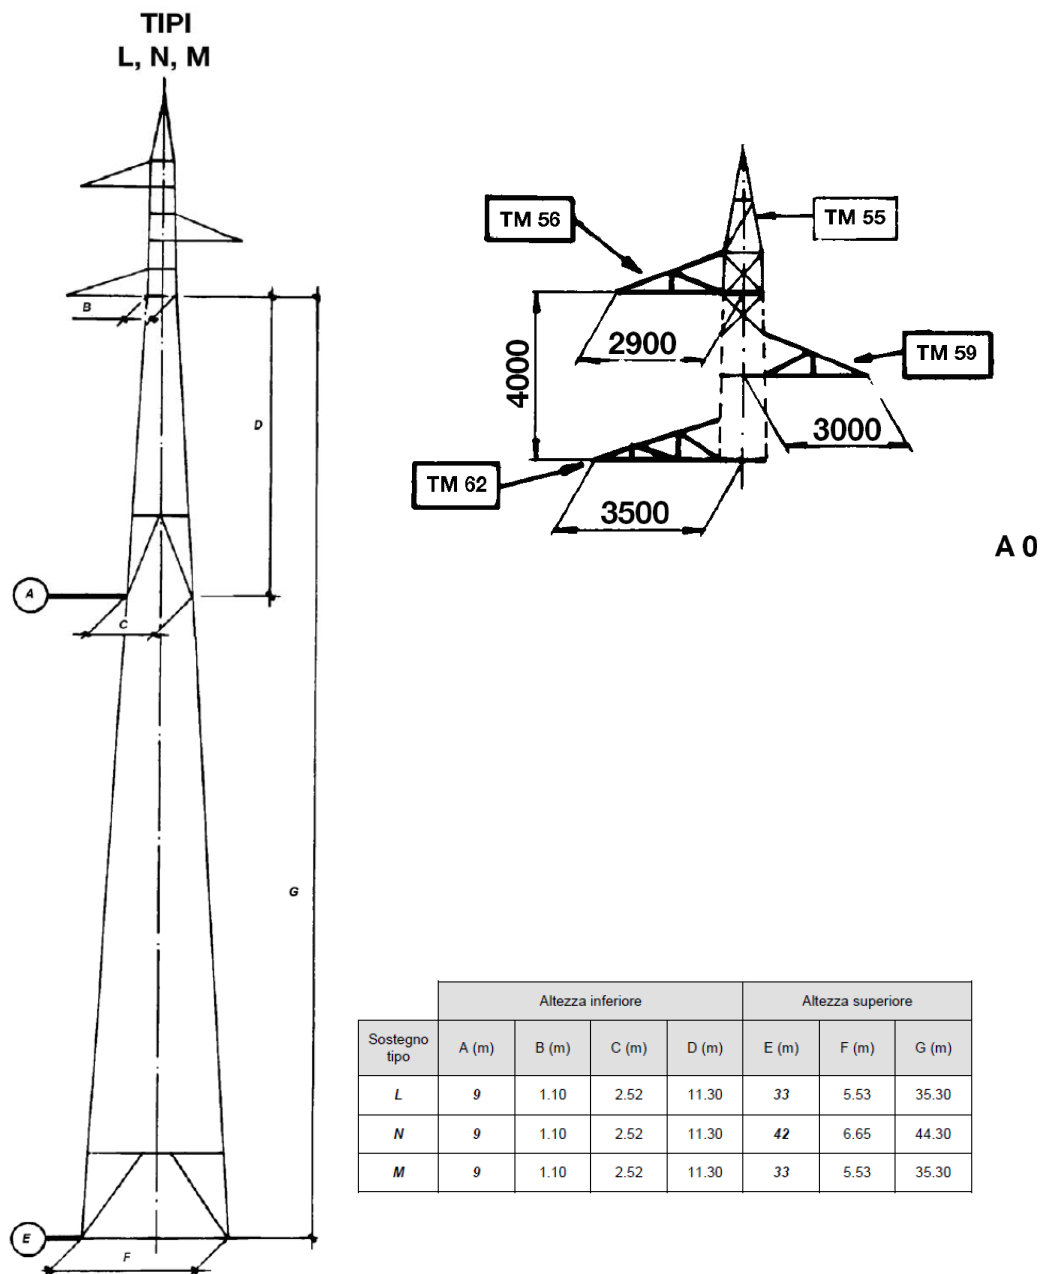 TIPI
L, N, M
TM 56
TM 55
2900
TM 59
4000
3000
TM 62
3500
A 0
B
D
A
C
G
E
F
Altezza inferiore Altezza superiore
Sostegno tipo A (m) B (m) C (m) D (m) E (m) F (m) G (m)
L 9 1.10 2.52 11.30 33 5.53 35.30
N 9 1.10 2.52 11.30 42 6.65 44.30
M 9 1.10 2.52 11.30 33 5.53 35.30